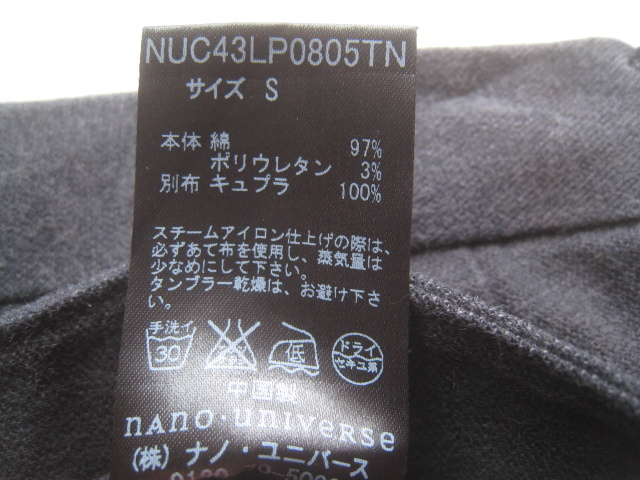 NUC43LP0805TN
サイズ S
本体 綿 97%
ポリウレタン 3%
別布 キュプラ 100%
スチームアイロン仕上げの際は、
必ずあて布を使用し、蒸気量は
少なめにして下さい。
タンブラー乾燥は、お避け下さ
い。
手洗イ 30 低 ドライ セキユ系
中国製
nano・universe
(株) ナノ・ユニバース